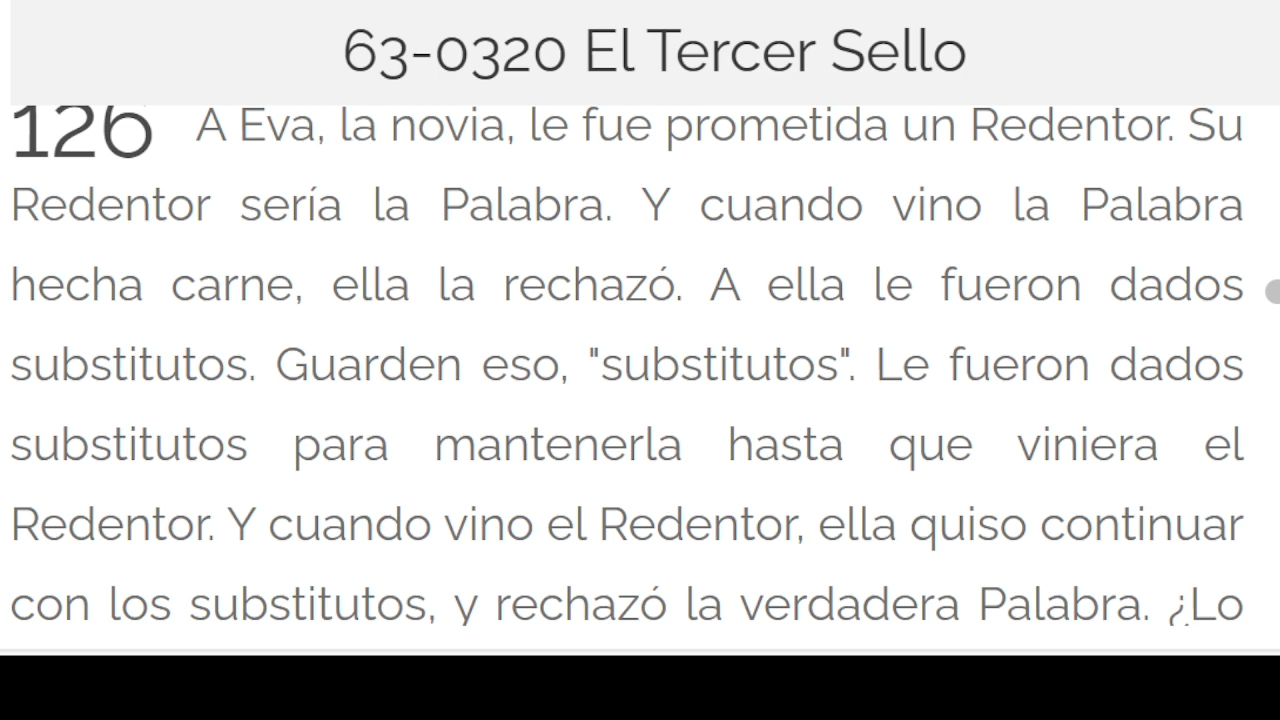 63-0320 El Tercer Sello
126 A Eva, la novia, le fue prometida un Redentor. Su
Redentor sería la Palabra. Y cuando vino la Palabra
hecha carne, ella la rechazó. A ella le fueron dados
substitutos. Guarden eso, "substitutos". Le fueron dados
substitutos para mantenerla hasta que viniera el
Redentor. Y cuando vino el Redentor, ella quiso continuar
con los substitutos, y rechazó la verdadera Palabra. ¿Lo